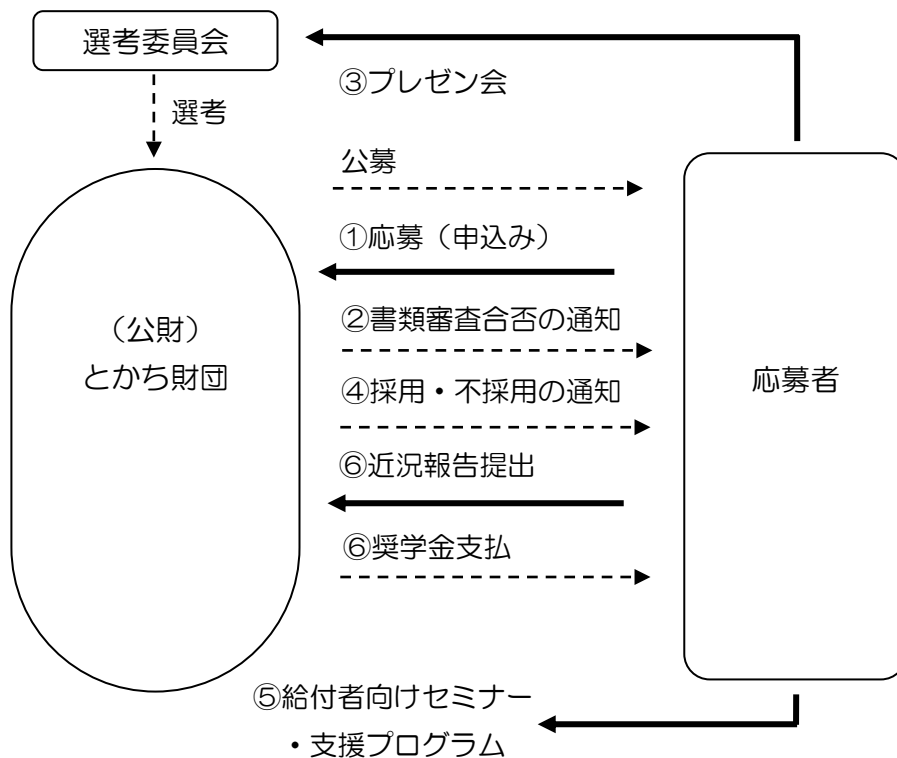 選考委員会
③プレゼン会
選考
公募
①応募（申込み）
②書類審査合否の通知
（公財）
とかち財団
④採用・不採用の通知
応募者
⑥近況報告提出
⑥奨学金支払
⑤給付者向けセミナー
・支援プログラム